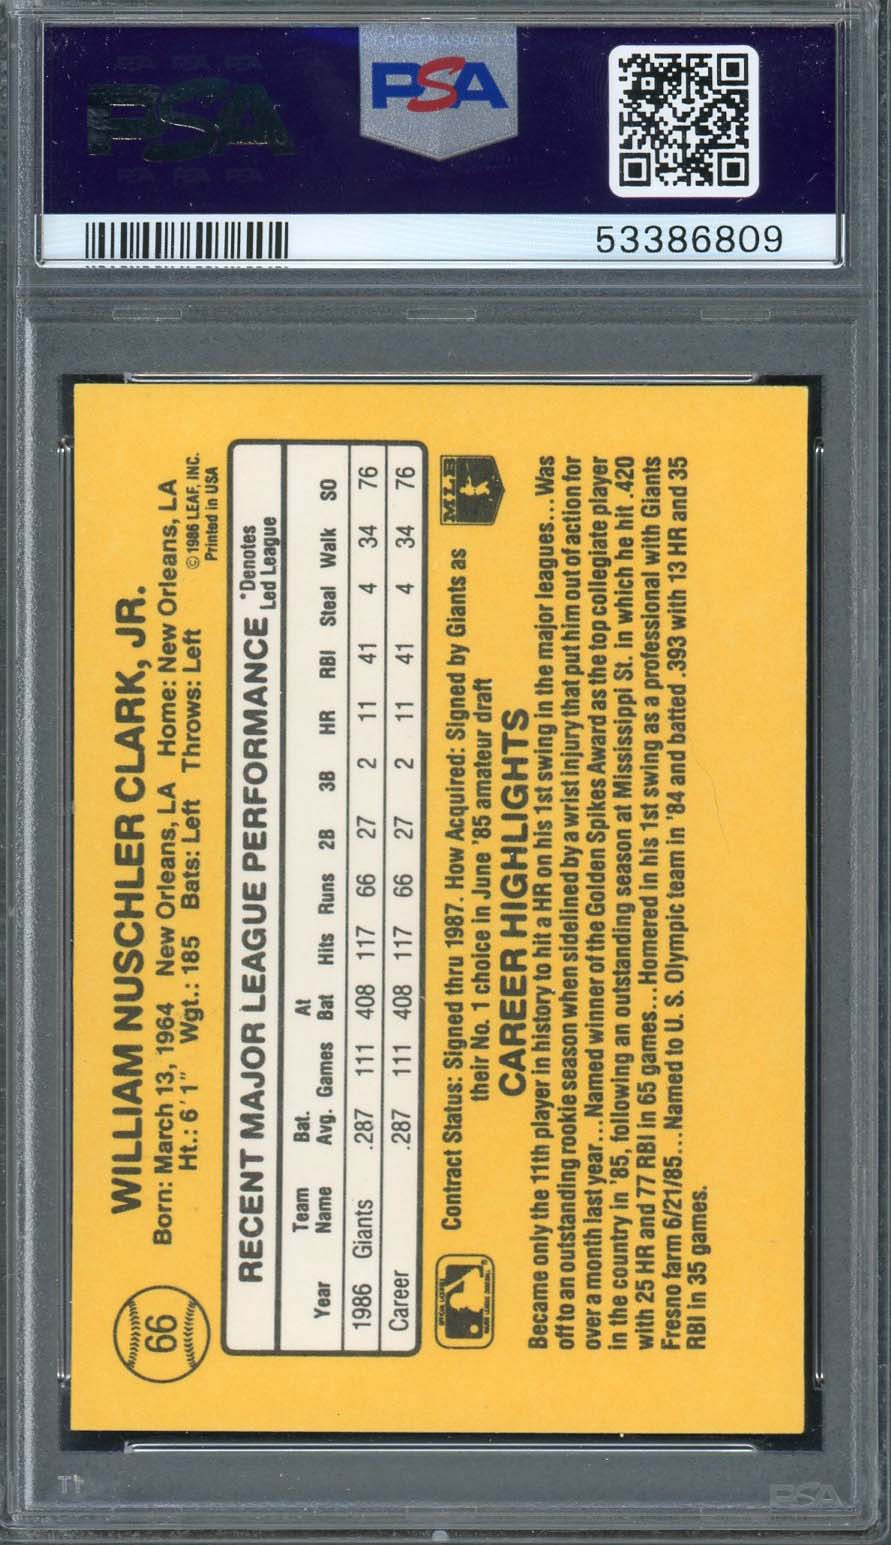 PSA
PSA
53386809
66
WILLIAM NUSCHLER CLARK, JR.
Born: March 13, 1964 New Orleans, LA Home: New Orleans, LA
Ht.: 6'1" Wgt.: 185 Bats: Left Throws: Left
© 1986 LEAF, INC.
Printed in USA
RECENT MAJOR LEAGUE PERFORMANCE
*Denotes
Led League
Year Team Name Bat. Avg. Games At Bat Hits Runs 2B 3B HR RBI Steal Walk SO
1986 Giants .287 111 408 117 66 27 2 11 41 4 34 76
Career .287 111 408 117 66 27 2 11 41 4 34 76
Contract Status: Signed thru 1987. How Acquired: Signed by Giants as
their No. 1 choice in June '85 amateur draft
MLB
CAREER HIGHLIGHTS
Became only the 11th player in history to hit a HR on his 1st swing in the major leagues...Was
off to an outstanding rookie season when sidelined by a wrist injury that put him out of action for
over a month last year...Named winner of the Golden Spikes Award as the top collegiate player
in the country in '85, following an outstanding season at Mississippi St. in which he hit .420
with 25 HR and 77 RBI in 65 games...Homered in his 1st swing as a professional with Giants
Fresno farm 6/21/85...Named to U. S. Olympic team in '84 and batted .393 with 13 HR and 35
RBI in 35 games.
PSA